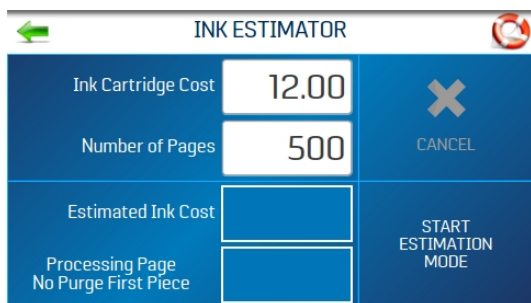 INK ESTIMATOR
Ink Cartridge Cost
12.00
Number of Pages
500
CANCEL
Estimated Ink Cost
Processing Page
No Purge First Piece
START
ESTIMATION
MODE